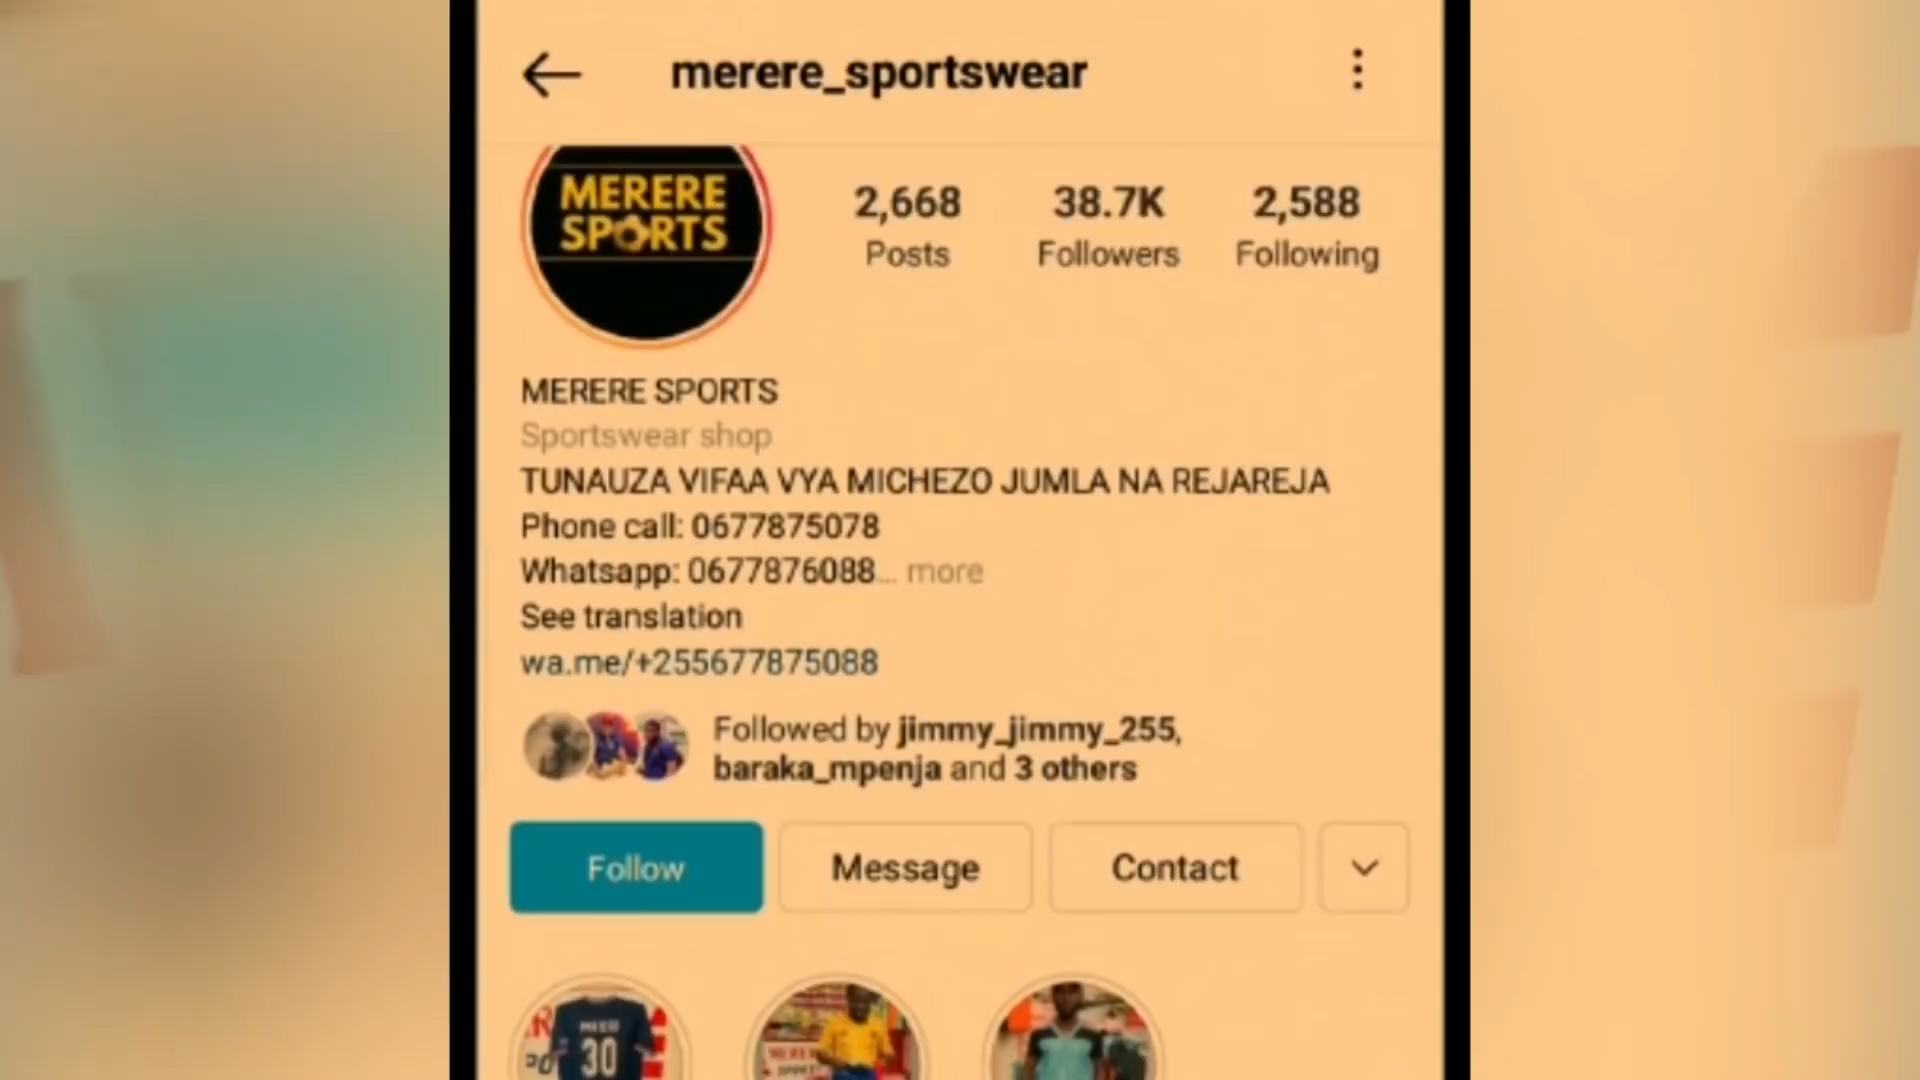 merere_sportswear
MERERE
SPORTS
2,668
Posts
38.7K
Followers
2,588
Following
MERERE SPORTS
Sportswear shop
TUNAUZA VIFAA VYA MICHEZO JUMLA NA REJAREJA
Phone call: 0677875078
Whatsapp: 0677876088... more
See translation
wa.me/+255677875088
Followed by jimmy_jimmy_255,
baraka_mpenja and 3 others
Follow
Message
Contact
MESSI
30